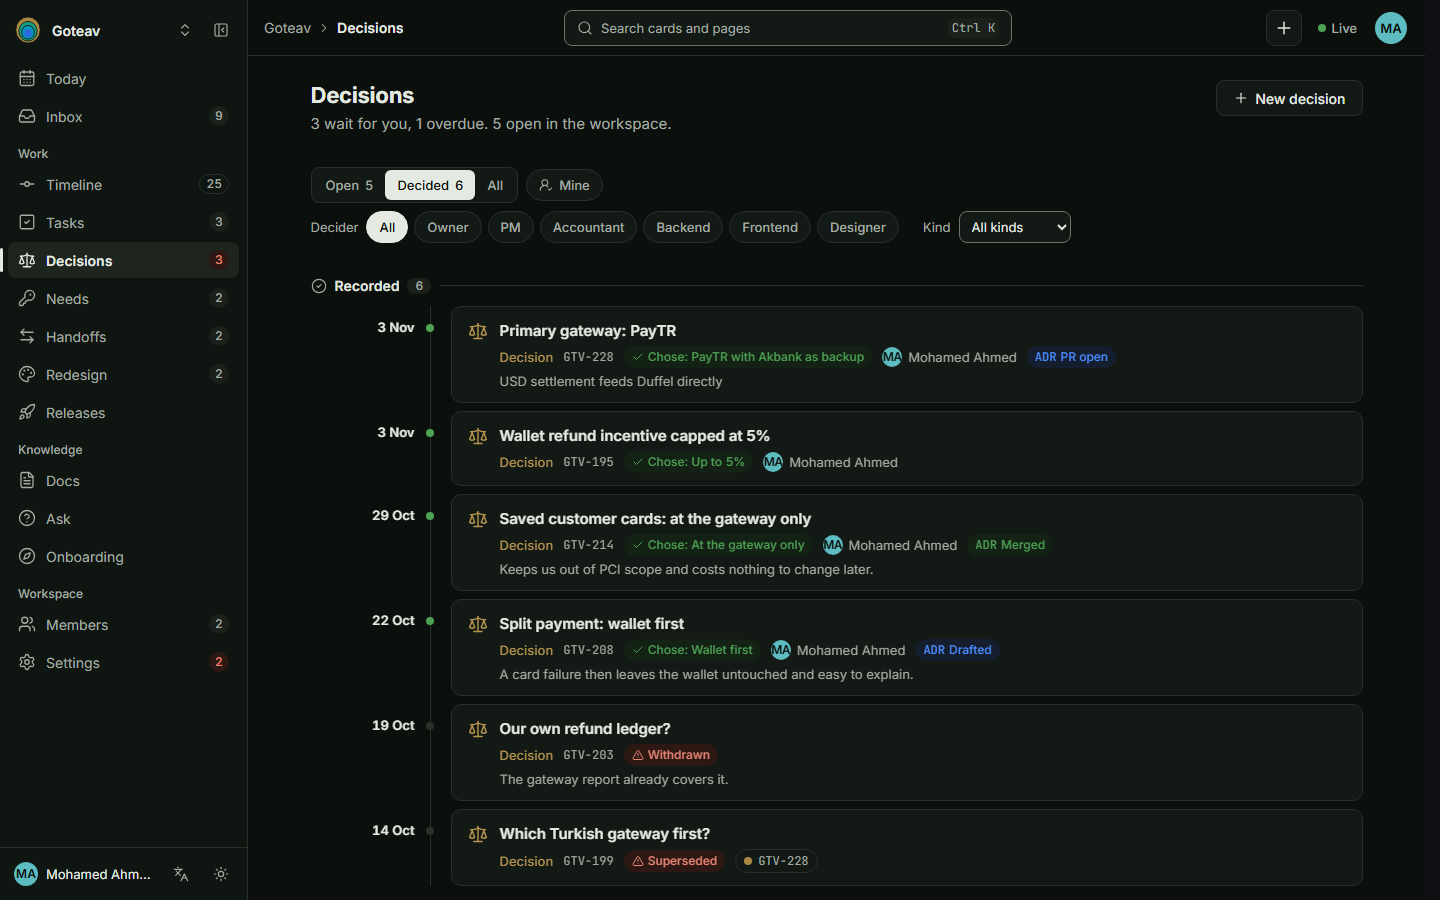 Goteav
Goteav > Decisions
Search cards and pages
Ctrl K
Live
MA
Today
Inbox 9
Work
Timeline 25
Tasks 3
Decisions 3
Needs 2
Handoffs 2
Redesign 2
Releases
Knowledge
Docs
Ask
Onboarding
Workspace
Members 2
Settings 2
MA Mohamed Ahm...
Decisions
3 wait for you, 1 overdue. 5 open in the workspace.
+ New decision
Open 5 Decided 6 All Mine
Decider All Owner PM Accountant Backend Frontend Designer Kind All kinds
Recorded 6
3 Nov
Primary gateway: PayTR
Decision GTV-228 Chose: PayTR with Akbank as backup MA Mohamed Ahmed ADR PR open
USD settlement feeds Duffel directly
3 Nov
Wallet refund incentive capped at 5%
Decision GTV-195 Chose: Up to 5% MA Mohamed Ahmed
29 Oct
Saved customer cards: at the gateway only
Decision GTV-214 Chose: At the gateway only MA Mohamed Ahmed ADR Merged
Keeps us out of PCI scope and costs nothing to change later.
22 Oct
Split payment: wallet first
Decision GTV-208 Chose: Wallet first MA Mohamed Ahmed ADR Drafted
A card failure then leaves the wallet untouched and easy to explain.
19 Oct
Our own refund ledger?
Decision GTV-203 Withdrawn
The gateway report already covers it.
14 Oct
Which Turkish gateway first?
Decision GTV-199 Superseded GTV-228